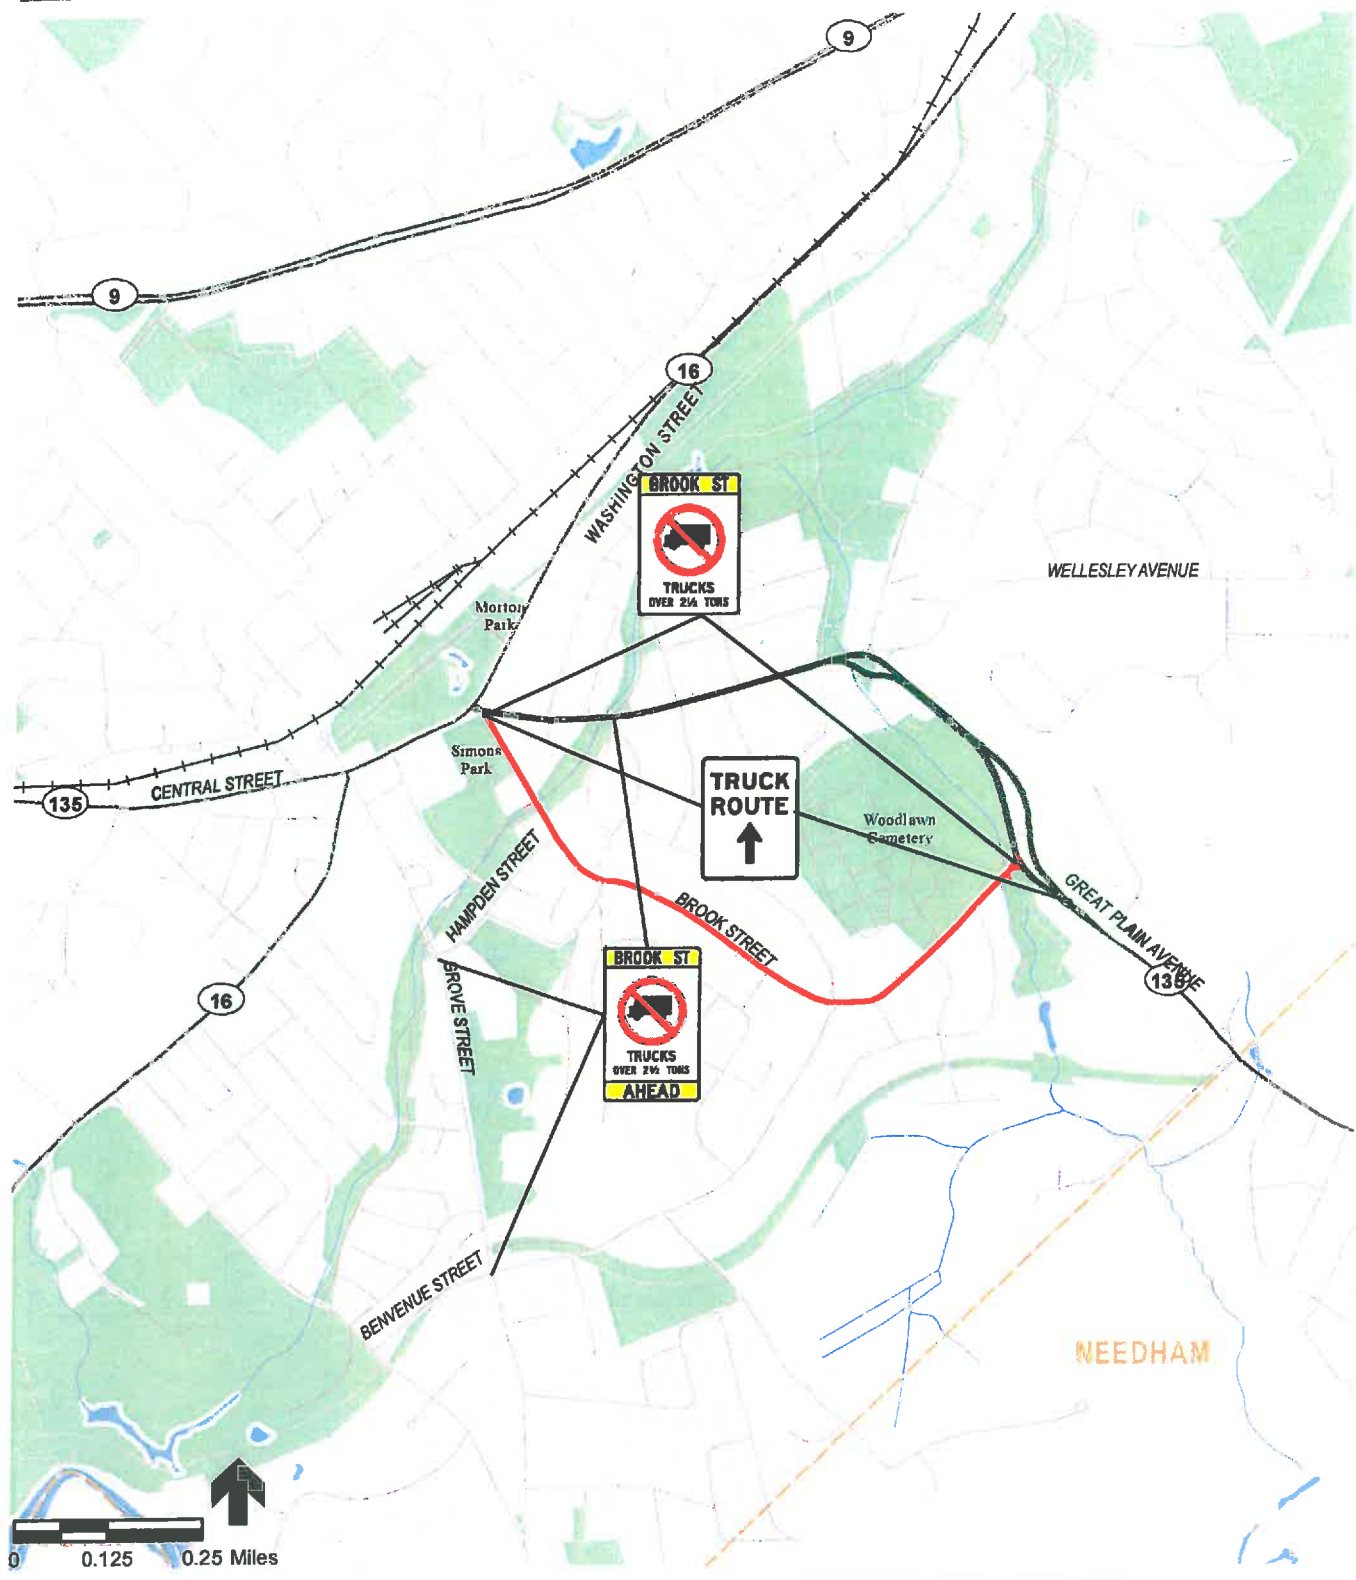 9
9
16
WASHINGTON STREET
BROOK ST
TRUCKS
OVER 2½ TONS
WELLESLEY AVENUE
Morton
Park
Simons
Park
CENTRAL STREET
135
TRUCK
ROUTE
Woodlawn
Cemetery
HAMPDEN STREET
BROOK STREET
GREAT PLAIN AVENUE
135
BROOK ST
TRUCKS
OVER 2½ TONS
AHEAD
GROVE STREET
16
BENVENUE STREET
NEEDHAM
0
0.125
0.25 Miles